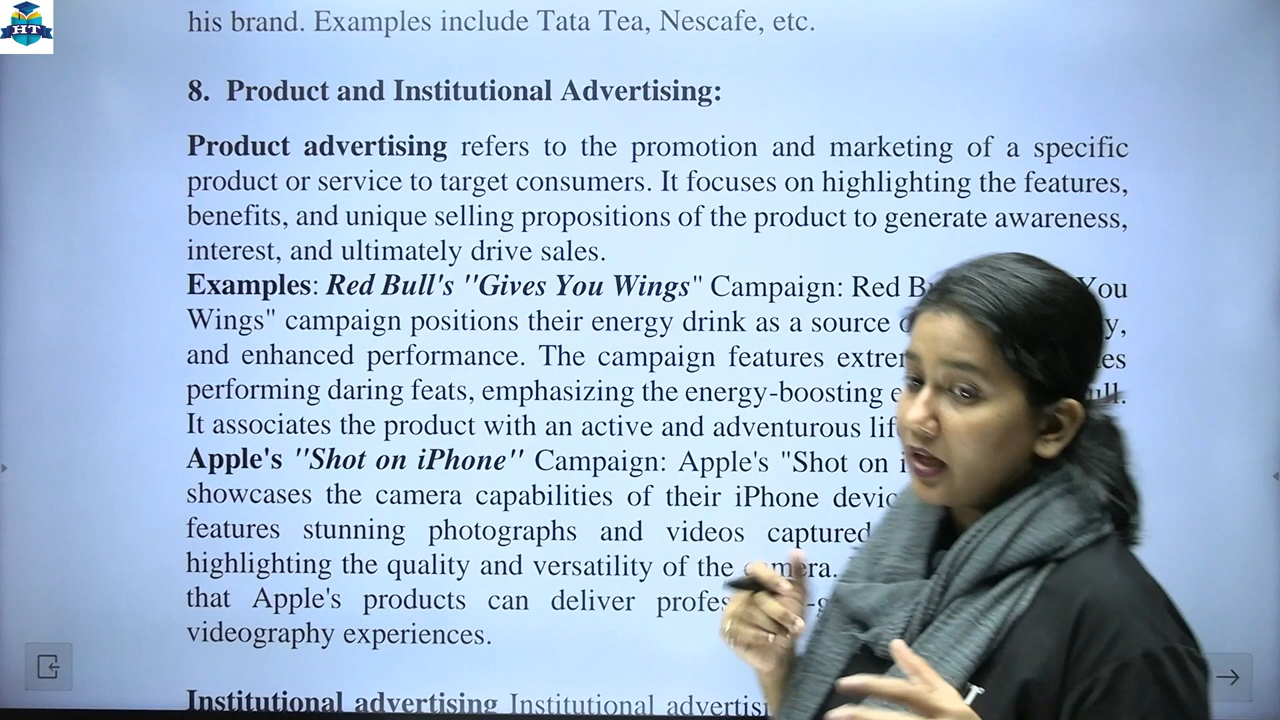 HT
his brand. Examples include Tata Tea, Nescafe, etc.
8. Product and Institutional Advertising:
Product advertising refers to the promotion and marketing of a specific
product or service to target consumers. It focuses on highlighting the features,
benefits, and unique selling propositions of the product to generate awareness,
interest, and ultimately drive sales.
Examples: Red Bull's "Gives You Wings" Campaign: Red You
Wings" campaign positions their energy drink as a source
and enhanced performance. The campaign features
performing daring feats, emphasizing the energy-boosting
It associates the product with an active and adventurous
Apple's "Shot on iPhone" Campaign: Apple's "Shot on
showcases the camera capabilities of their iPhone
features stunning photographs and videos captured
highlighting the quality and versatility of the camera.
that Apple's products can deliver
videography experiences.
Institutional advertising Institutional